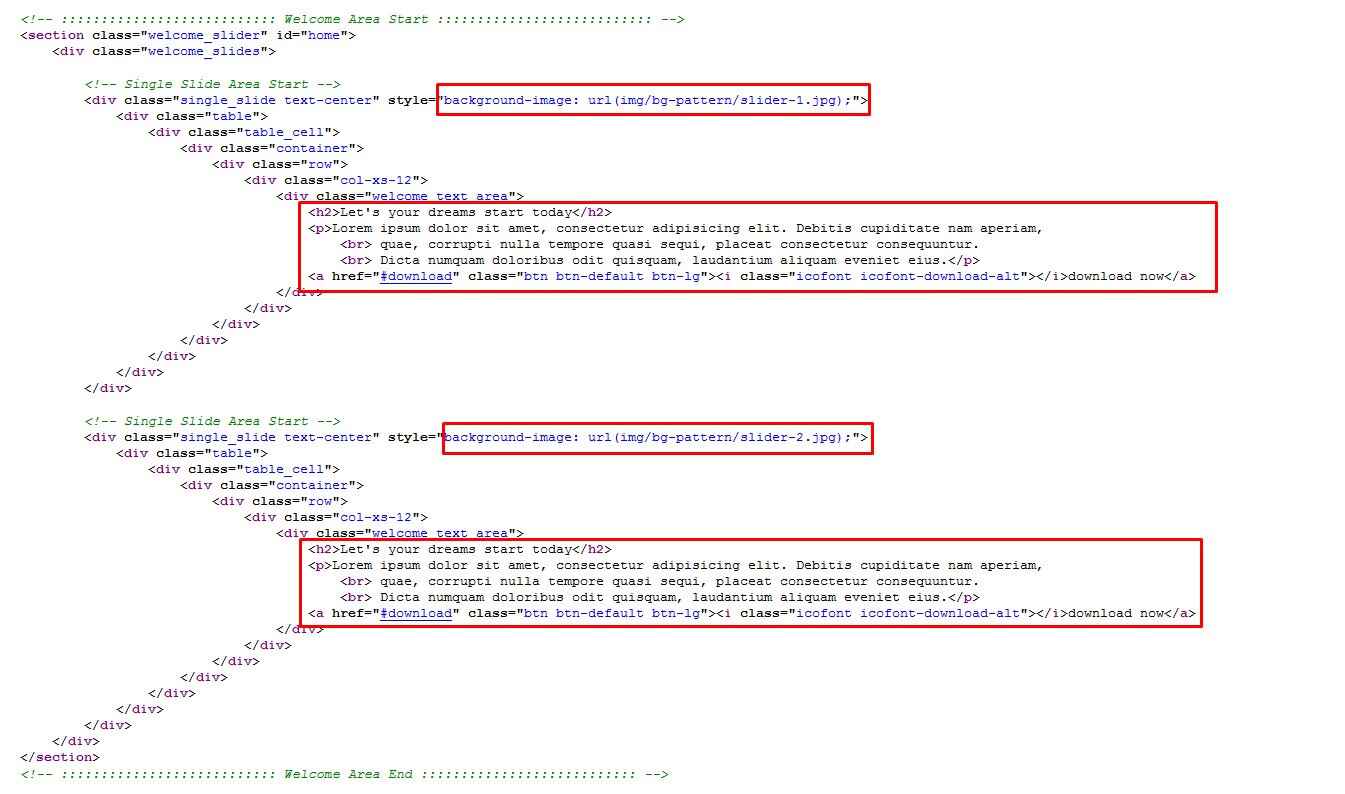 <!-- ::::::::::::::::::::::::::: Welcome Area Start ::::::::::::::::::::::::::: -->
<section class="welcome_slider" id="home">
    <div class="welcome_slides">

        <!-- Single Slide Area Start -->
        <div class="single_slide text-center" style="background-image: url(img/bg-pattern/slider-1.jpg);">
            <div class="table">
                <div class="table_cell">
                    <div class="container">
                        <div class="row">
                            <div class="col-xs-12">
                                <div class="welcome_text_area">
                                    <h2>Let's your dreams start today</h2>
                                    <p>Lorem ipsum dolor sit amet, consectetur adipisicing elit. Debitis cupiditate nam aperiam,
                                        <br> quae, corrupti nulla tempore quasi sequi, placeat consectetur consequuntur.
                                        <br> Dicta numquam doloribus odit quisquam, laudantium aliquam eveniet eius.</p>
                                    <a href="#download" class="btn btn-default btn-lg"><i class="icofont icofont-download-alt"></i>download now</a>
                                </div>
                            </div>
                        </div>
                    </div>
                </div>
            </div>
        </div>

        <!-- Single Slide Area Start -->
        <div class="single_slide text-center" style="background-image: url(img/bg-pattern/slider-2.jpg);">
            <div class="table">
                <div class="table_cell">
                    <div class="container">
                        <div class="row">
                            <div class="col-xs-12">
                                <div class="welcome_text_area">
                                    <h2>Let's your dreams start today</h2>
                                    <p>Lorem ipsum dolor sit amet, consectetur adipisicing elit. Debitis cupiditate nam aperiam,
                                        <br> quae, corrupti nulla tempore quasi sequi, placeat consectetur consequuntur.
                                        <br> Dicta numquam doloribus odit quisquam, laudantium aliquam eveniet eius.</p>
                                    <a href="#download" class="btn btn-default btn-lg"><i class="icofont icofont-download-alt"></i>download now</a>
                                </div>
                            </div>
                        </div>
                    </div>
                </div>
            </div>
        </div>
    </div>
</section>
<!-- ::::::::::::::::::::::::::: Welcome Area End ::::::::::::::::::::::::::: -->